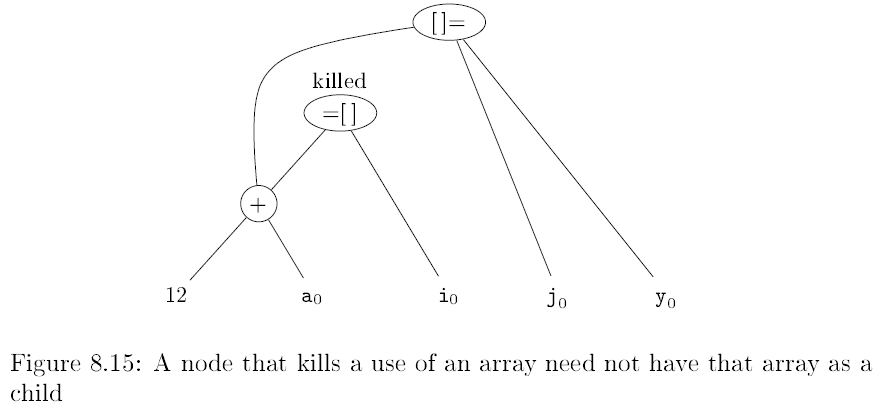 []=
killed
=[]
+
12 a₀ i₀ j₀ y₀
Figure 8.15: A node that kills a use of an array need not have that array as a
child